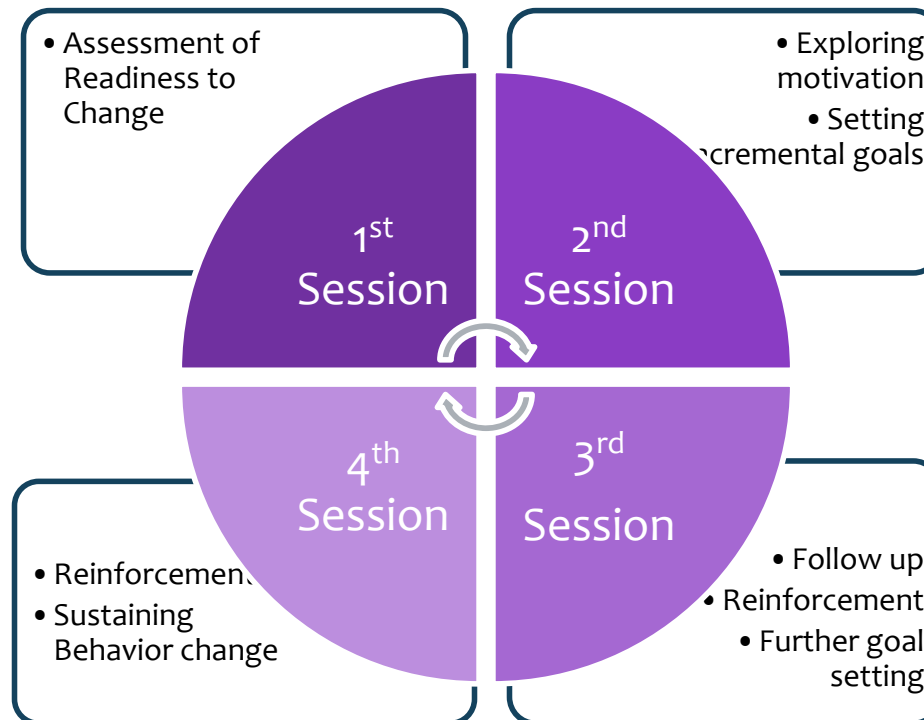 • Assessment of
Readiness to
Change
• Exploring
motivation
• Setting
ncremental goals
1st
Session
2nd
Session
4th
Session
3rd
Session
• Reinforcement
• Sustaining
Behavior change
• Follow up
• Reinforcement
• Further goal
setting